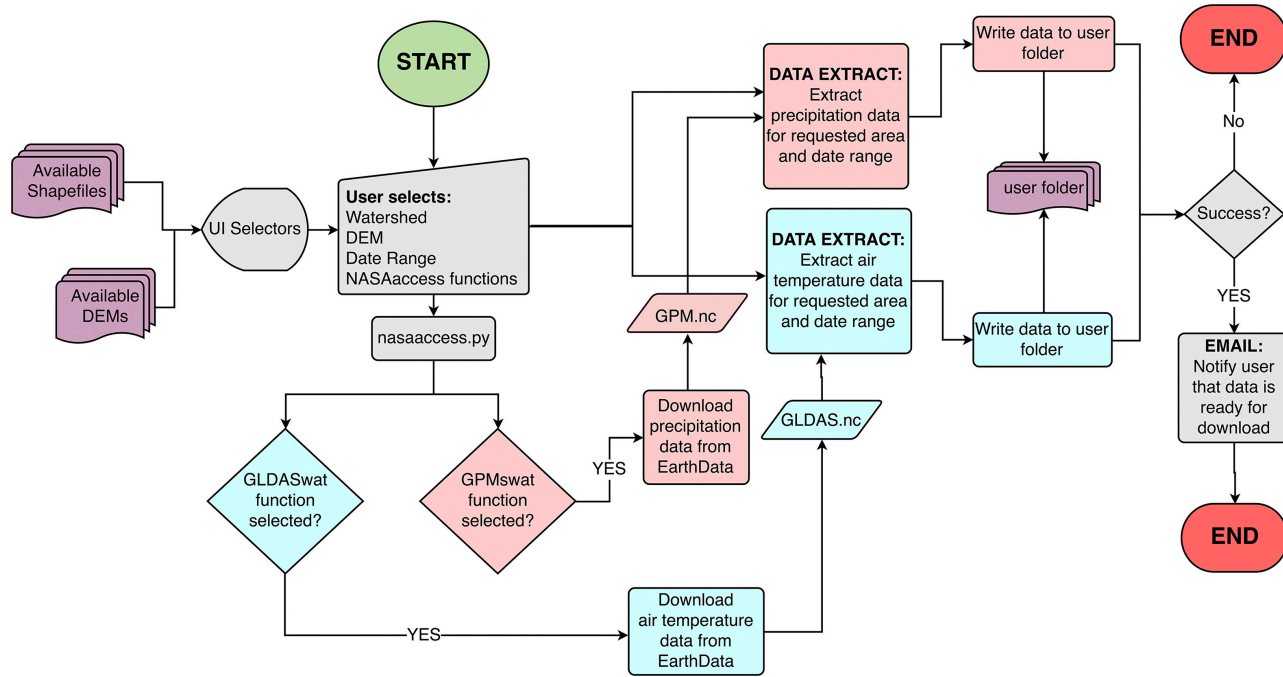 START
Available
Shapefiles
Available
DEMs
UI Selectors
User selects:
Watershed
DEM
Date Range
NASAaccess functions
nasaaccess.py
GLDASwat
function
selected?
GPMswat
function
selected?
YES
YES
Download
precipitation
data from
EarthData
Download
air temperature
data from
EarthData
GPM.nc
GLDAS.nc
DATA EXTRACT:
Extract
precipitation data
for requested area
and date range
DATA EXTRACT:
Extract air
temperature data
for requested area
and date range
Write data to user
folder
user folder
Write data to user
folder
Success?
No
END
YES
EMAIL:
Notify user
that data is
ready for
download
END